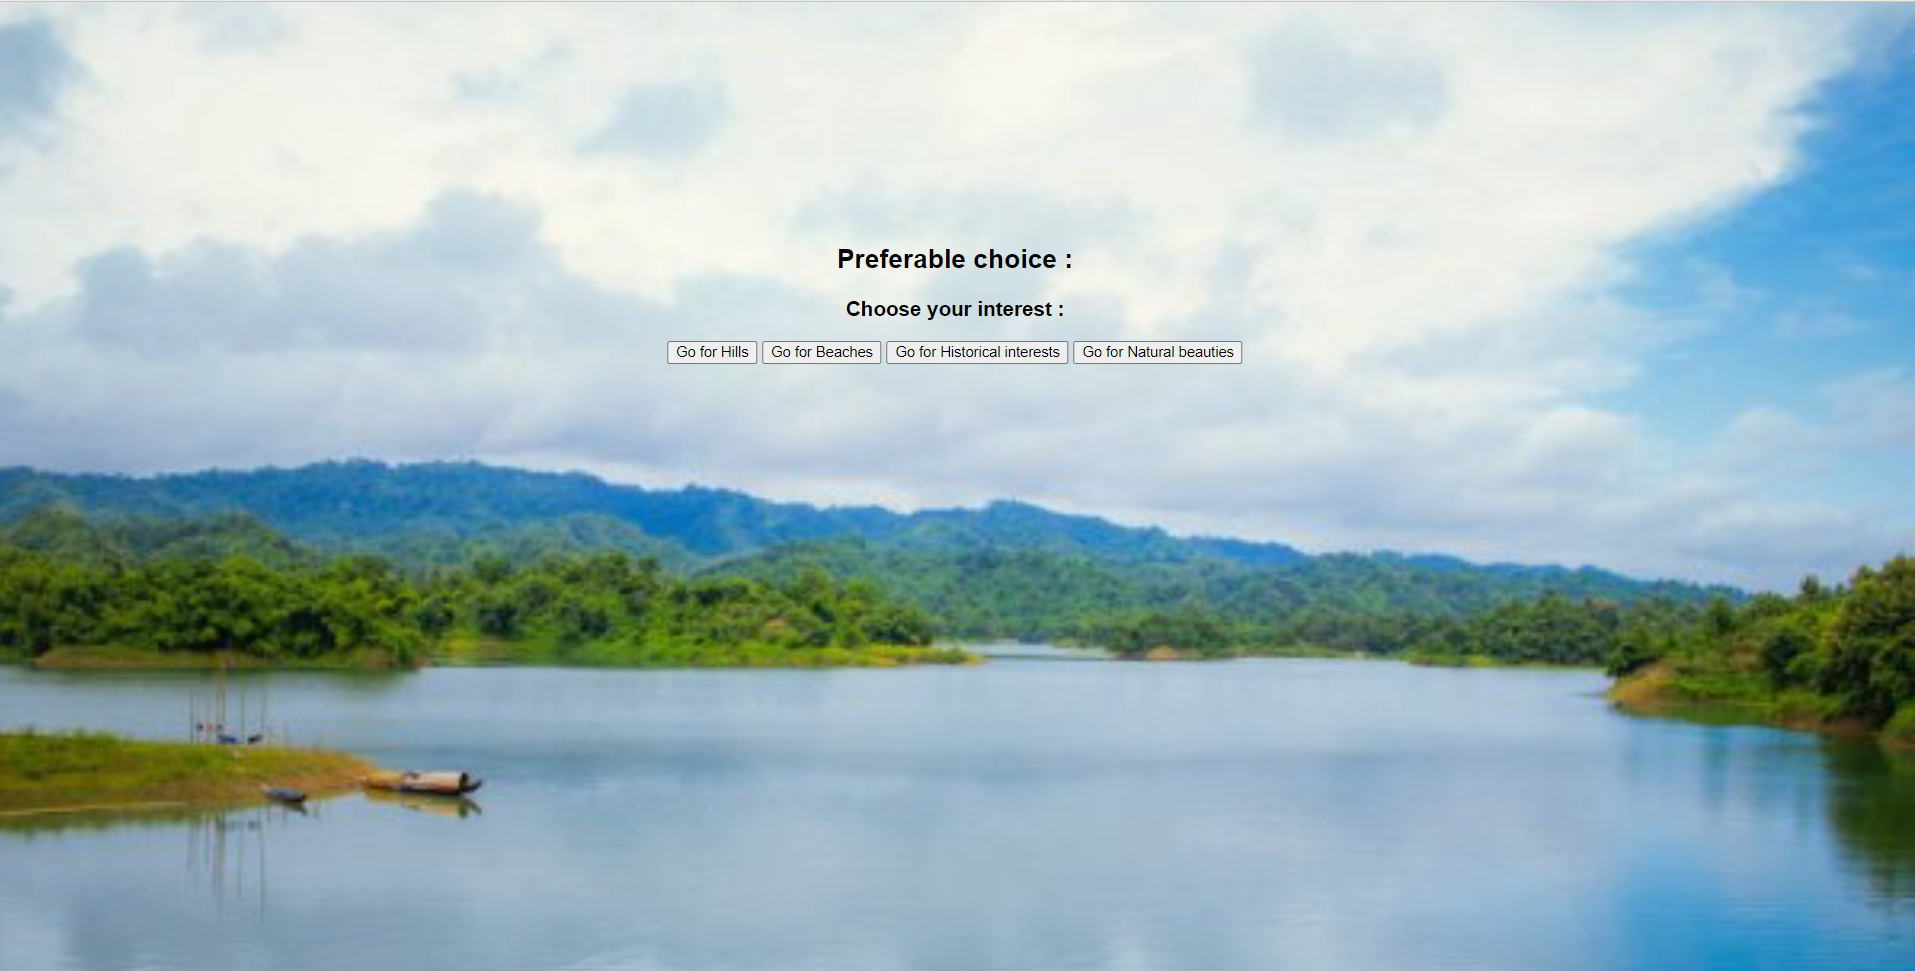 Preferable choice :
Choose your interest :
Go for Hills Go for Beaches Go for Historical interests Go for Natural beauties